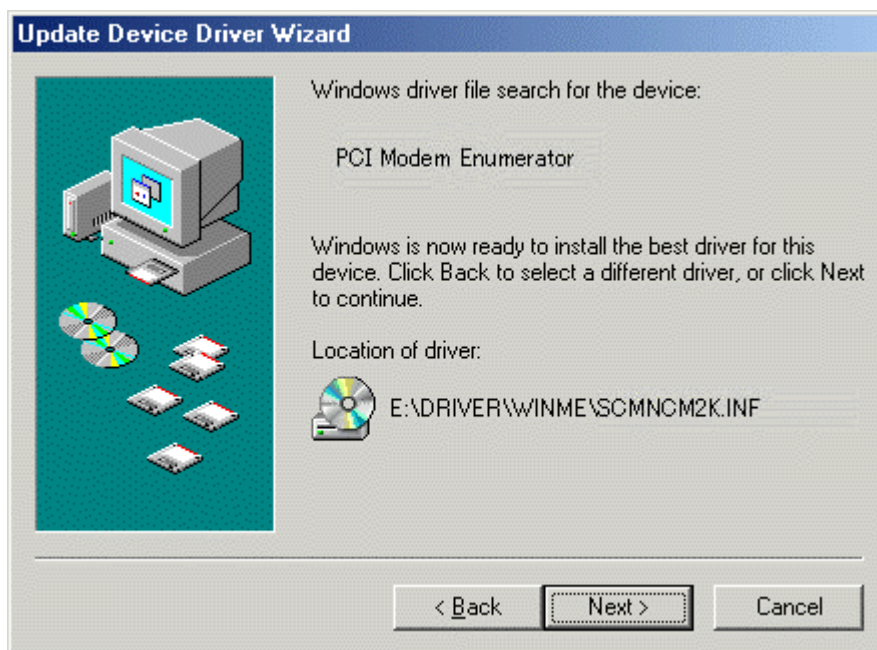 Update Device Driver Wizard
Windows driver file search for the device:
PCI Modem Enumerator
Windows is now ready to install the best driver for this
device. Click Back to select a different driver, or click Next
to continue.
Location of driver:
E:\DRIVER\WINME\SCMNCM2K.INF
< Back
Next >
Cancel